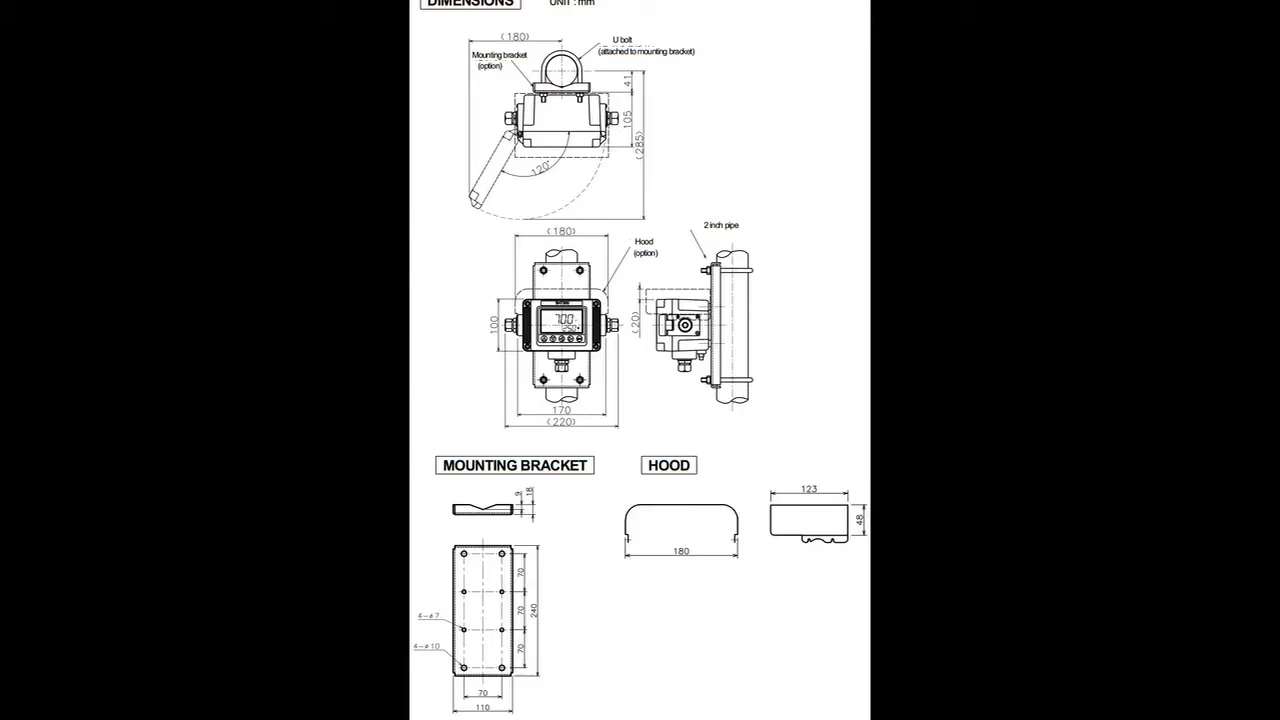 DIMENSIONS
UNIT : mm
(180)
U bolt
(attached to mounting bracket)
Mounting bracket
(option)
41
105
(285)
120°
2 inch pipe
(180)
Hood
(option)
100
700
(20)
170
(220)
MOUNTING BRACKET
HOOD
9
18
123
48
180
70
70
70
240
4-ø7
4-ø10
70
110